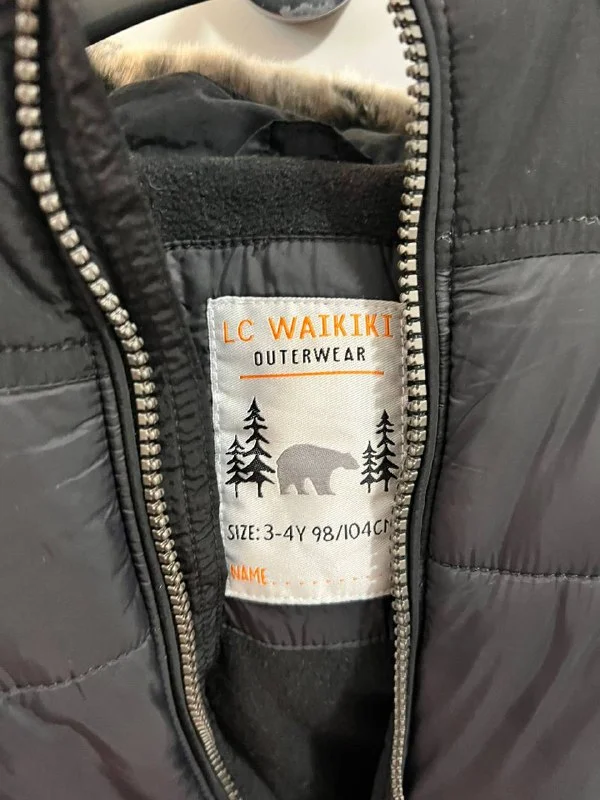 LC WAIKIKI
OUTERWEAR
SIZE: 3-4Y 98/104CM
NAME..............